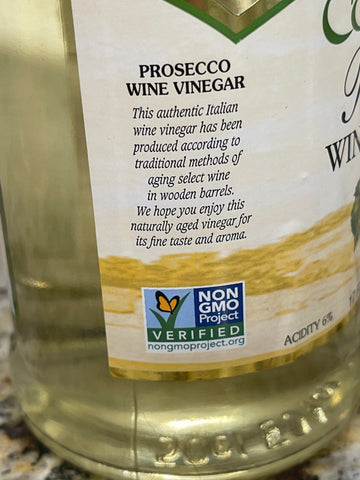 PROSECCO
WINE VINEGAR
This authentic Italian
wine vinegar has been
produced according to
traditional methods of
aging select wine
in wooden barrels.
We hope you enjoy this
naturally aged vinegar for
its fine taste and aroma.
NON
GMO
Project
VERIFIED
nongmoproject.org
ACIDITY 6%